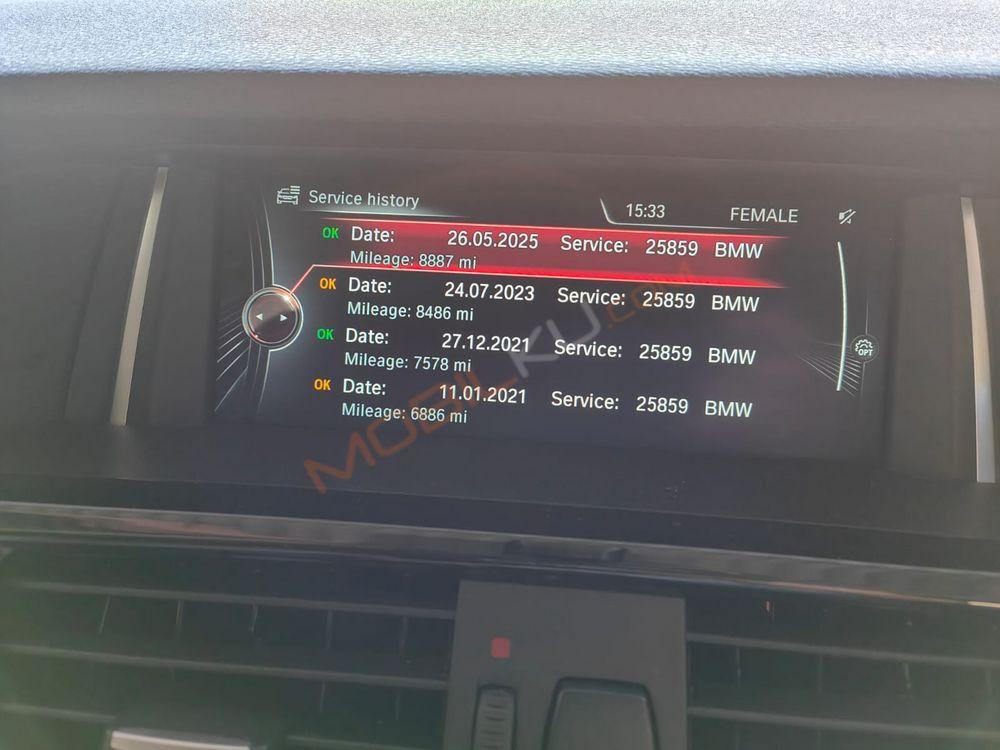 Service history
15:33
FEMALE
OK Date: 26.05.2025 Service: 25859 BMW
Mileage: 8887 mi
OK Date: 24.07.2023 Service: 25859 BMW
Mileage: 8486 mi
OK Date: 27.12.2021 Service: 25859 BMW
Mileage: 7578 mi
OK Date: 11.01.2021 Service: 25859 BMW
Mileage: 6886 mi
OPT
MOBILKU.com